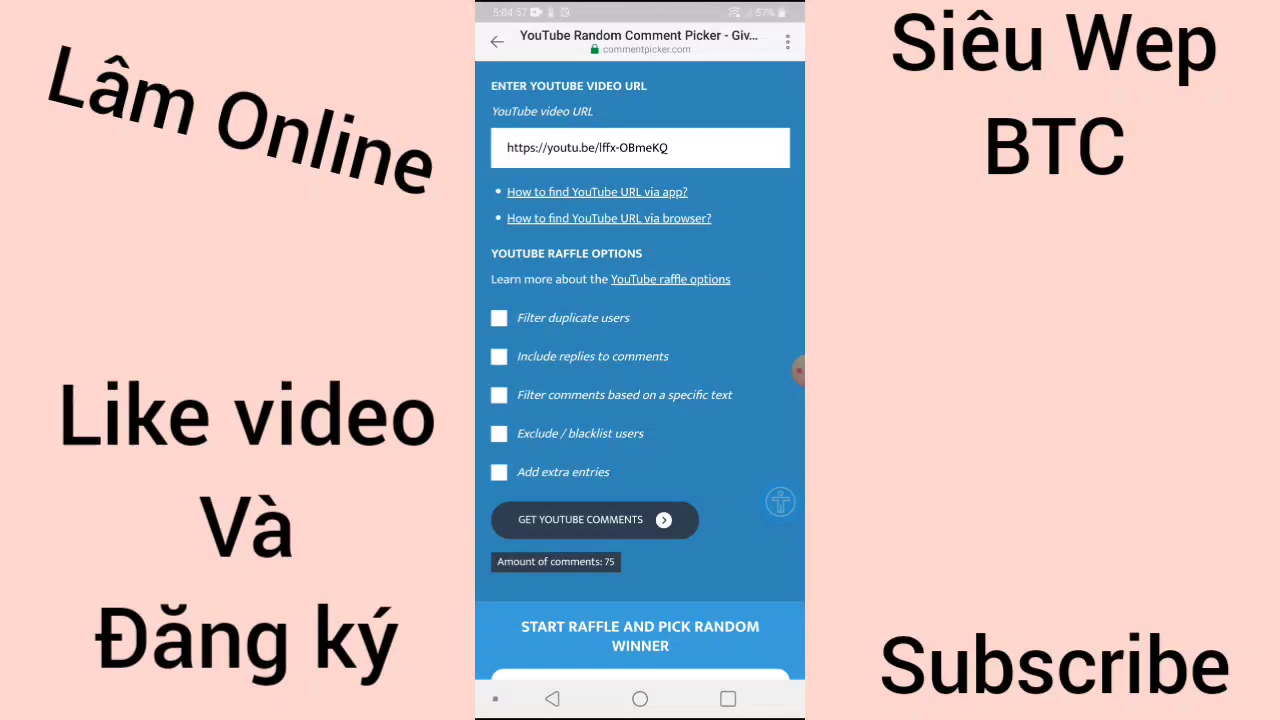 Lâm Online
Like video
Và
Đăng ký
5:04:57
57%
YouTube Random Comment Picker - Giv...
commentpicker.com
ENTER YOUTUBE VIDEO URL
YouTube video URL
https://youtu.be/lffx-OBmeKQ
How to find YouTube URL via app?
How to find YouTube URL via browser?
YOUTUBE RAFFLE OPTIONS
Learn more about the YouTube raffle options
Filter duplicate users
Include replies to comments
Filter comments based on a specific text
Exclude / blacklist users
Add extra entries
GET YOUTUBE COMMENTS
Amount of comments: 75
START RAFFLE AND PICK RANDOM
WINNER
Siêu Wep
BTC
Subscribe